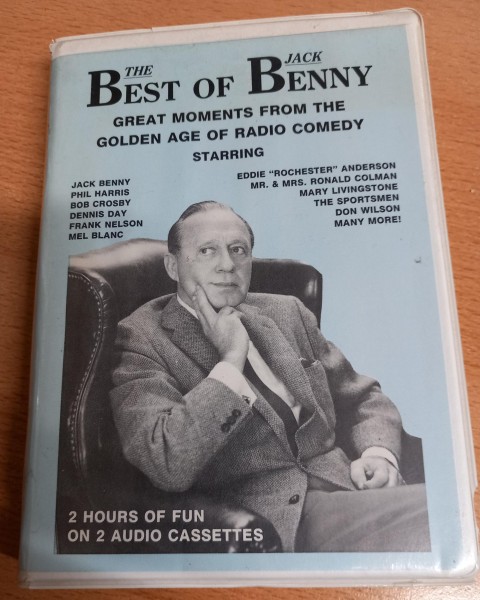 THE BEST OF JACK BENNY
GREAT MOMENTS FROM THE
GOLDEN AGE OF RADIO COMEDY
STARRING
JACK BENNY
PHIL HARRIS
BOB CROSBY
DENNIS DAY
FRANK NELSON
MEL BLANC
EDDIE "ROCHESTER" ANDERSON
MR. & MRS. RONALD COLMAN
MARY LIVINGSTONE
THE SPORTSMEN
DON WILSON
MANY MORE!
2 HOURS OF FUN
ON 2 AUDIO CASSETTES